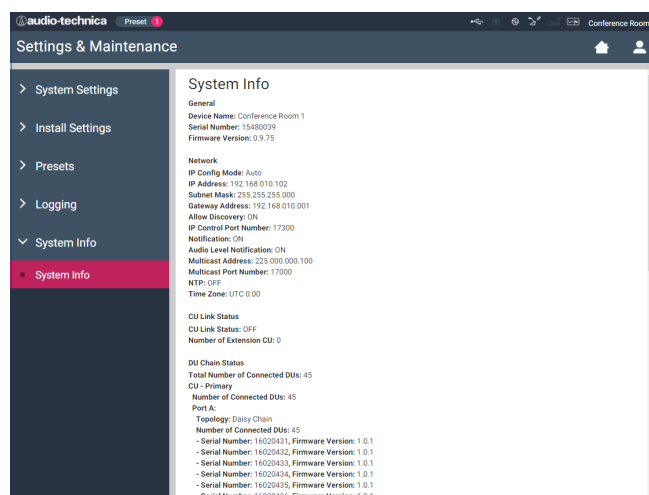 audio-technica Preset 1 Conference Room
Settings & Maintenance
System Settings
Install Settings
Presets
Logging
System Info
System Info
System Info
General
Device Name: Conference Room 1
Serial Number: 15480039
Firmware Version: 0.9.75
Network
IP Config Mode: Auto
IP Address: 192.168.010.102
Subnet Mask: 255.255.255.000
Gateway Address: 192.168.010.001
Allow Discovery: ON
IP Control Port Number: 17300
Notification: ON
Audio Level Notification: ON
Multicast Address: 225.000.000.100
Multicast Port Number: 17000
NTP: OFF
Time Zone: UTC 0:00
CU Link Status
CU Link Status: OFF
Number of Extension CU: 0
DU Chain Status
Total Number of Connected DUs: 45
CU - Primary
Number of Connected DUs: 45
Port A:
Topology: Daisy Chain
Number of Connected DUs: 45
- Serial Number: 16020431, Firmware Version: 1.0.1
- Serial Number: 16020432, Firmware Version: 1.0.1
- Serial Number: 16020433, Firmware Version: 1.0.1
- Serial Number: 16020434, Firmware Version: 1.0.1
- Serial Number: 16020435, Firmware Version: 1.0.1